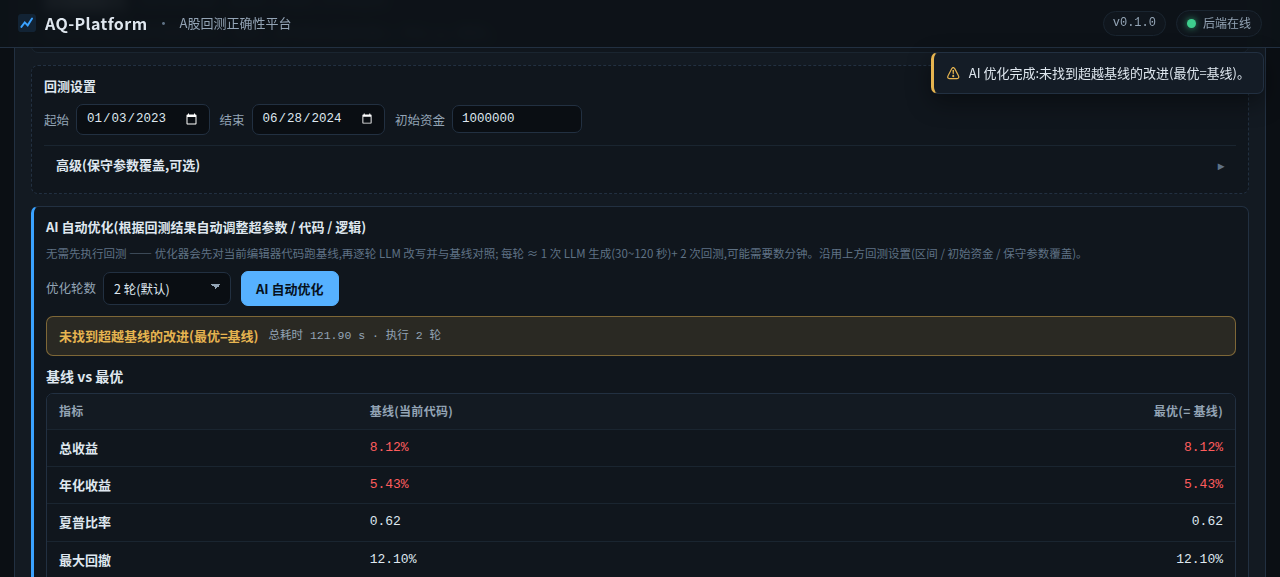 AQ-Platform · A股回测正确性平台 v0.1.0 后端在线
AI 优化完成:未找到超越基线的改进(最优=基线)。
回测设置
起始 01/03/2023 结束 06/28/2024 初始资金 1000000
高级(保守参数覆盖,可选)
AI 自动优化(根据回测结果自动调整超参数 / 代码 / 逻辑)
无需先执行回测 —— 优化器会先对当前编辑器代码跑基线,再逐轮 LLM 改写并与基线对照; 每轮 ≈ 1 次 LLM 生成(30~120 秒)+ 2 次回测,可能需要数分钟。沿用上方回测设置(区间 / 初始资金 / 保守参数覆盖)。
优化轮数 2 轮(默认) AI 自动优化
未找到超越基线的改进(最优=基线) 总耗时 121.90 s · 执行 2 轮
基线 vs 最优
指标 基线(当前代码) 最优(= 基线)
总收益 8.12% 8.12%
年化收益 5.43% 5.43%
夏普比率 0.62 0.62
最大回撤 12.10% 12.10%